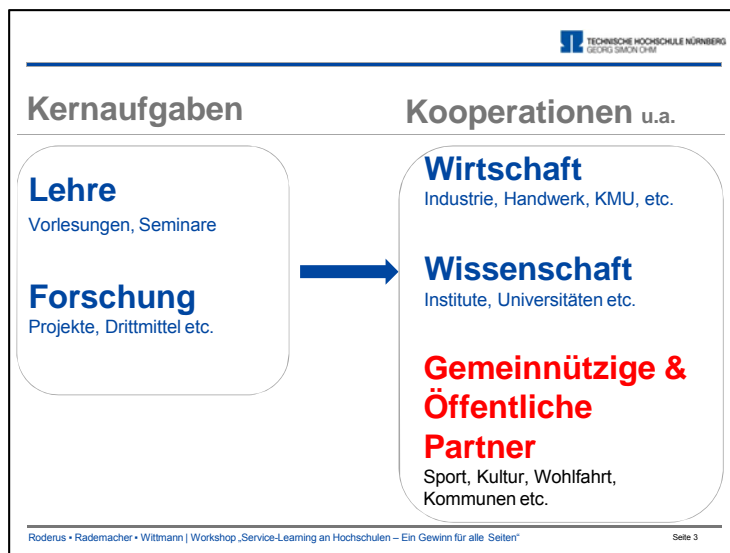 TECHNISCHE HOCHSCHULE NÜRNBERG
GEORG SIMON OHM
Kernaufgaben
Kooperationen u.a.
Lehre
Vorlesungen, Seminare
Forschung
Projekte, Drittmittel etc.
Wirtschaft
Industrie, Handwerk, KMU, etc.
Wissenschaft
Institute, Universitäten etc.
Gemeinnützige &
Öffentliche
Partner
Sport, Kultur, Wohlfahrt,
Kommunen etc.
Roderus • Rademacher • Wittmann | Workshop „Service-Learning an Hochschulen – Ein Gewinn für alle Seiten“
Seite 3